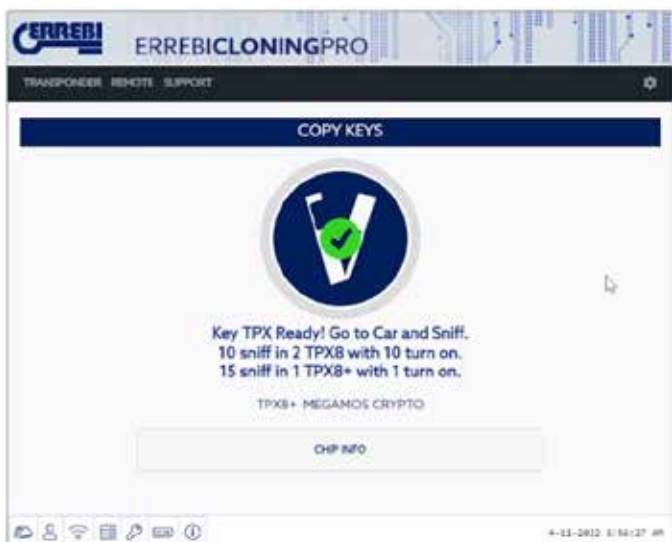 ERREBI
ERREBICLONINGPRO
TRANSPONDER REMOTE SUPPORT
COPY KEYS
Key TPX Ready! Go to Car and Sniff.
10 sniff in 2 TPX8 with 10 turn on.
15 sniff in 1 TPX8+ with 1 turn on.
TPX8+ MEGAMOS CRYPTO
CHIP INFO